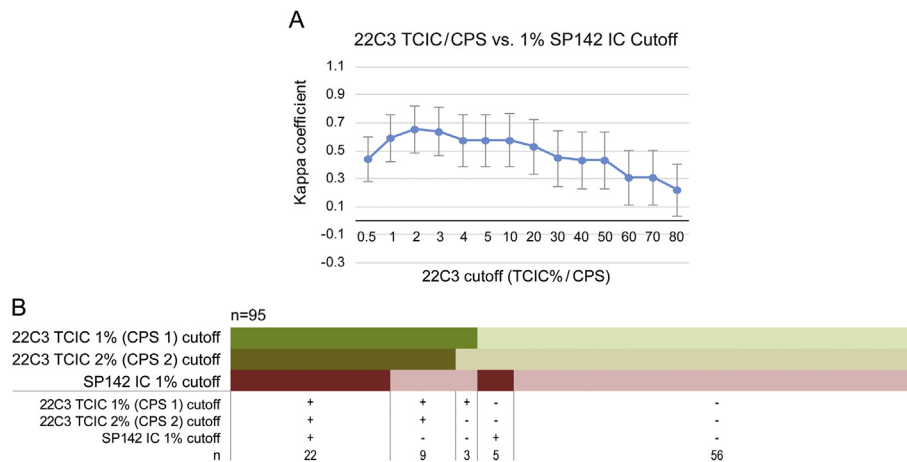 A
22C3 TCIC/CPS vs. 1% SP142 IC Cutoff
Kappa coefficient
1.1
0.9
0.7
0.5
0.3
0.1
-0.1
-0.3
0.5 1 2 3 4 5 10 20 30 40 50 60 70 80
22C3 cutoff (TCIC%/CPS)
B
n=95
22C3 TCIC 1% (CPS 1) cutoff
22C3 TCIC 2% (CPS 2) cutoff
SP142 IC 1% cutoff
22C3 TCIC 1% (CPS 1) cutoff + + + - -
22C3 TCIC 2% (CPS 2) cutoff + + - - -
SP142 IC 1% cutoff + - - + -
n 22 9 3 5 56